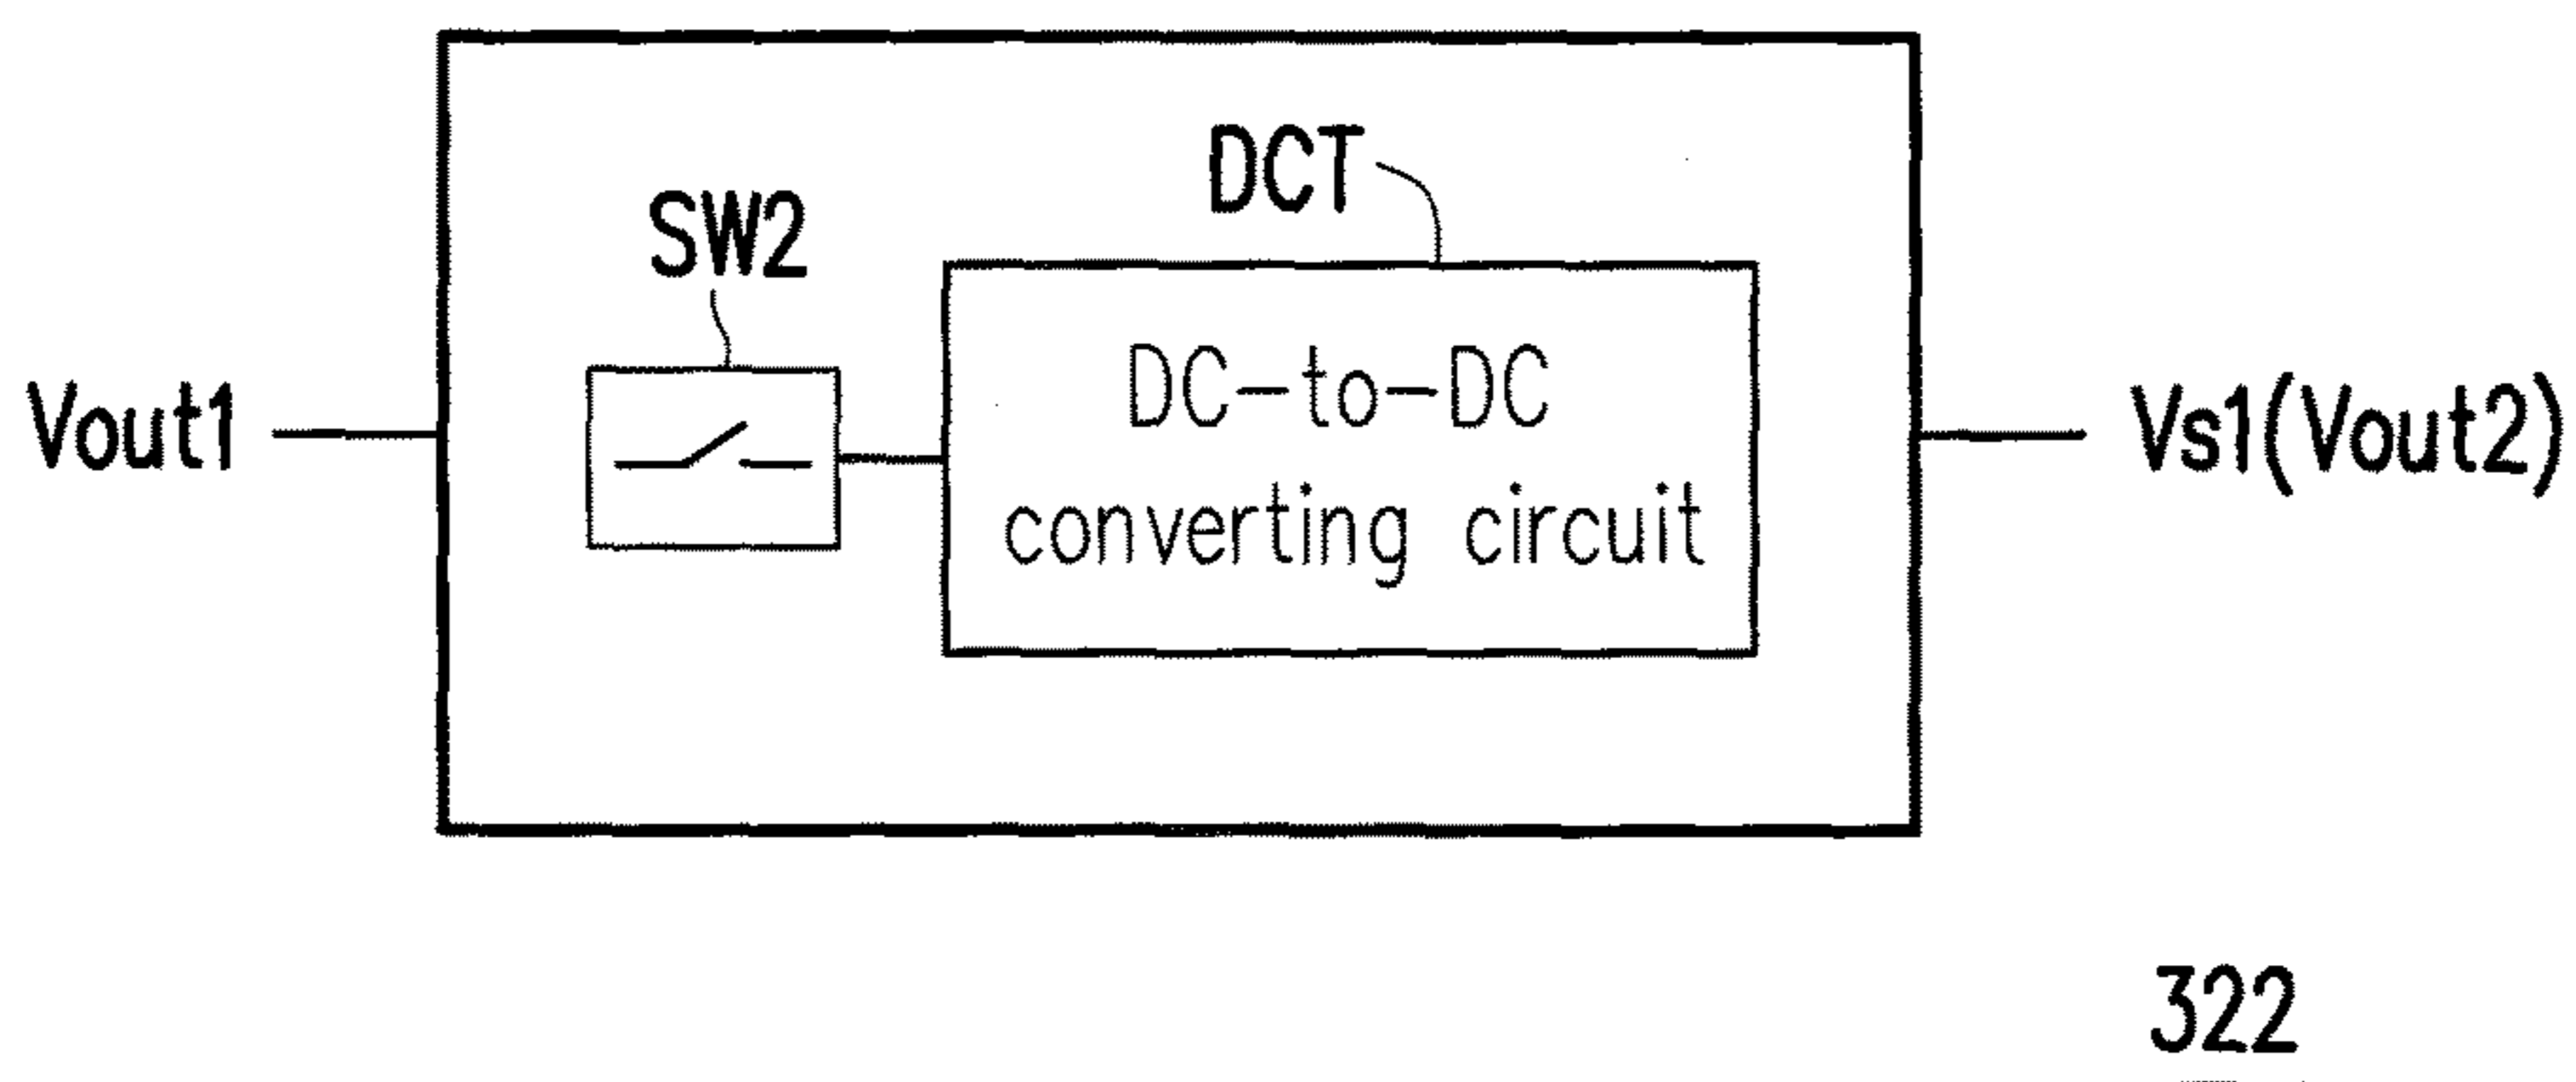 DCT
SW2
Vout1
DC-to-DC
converting circuit
Vs1(Vout2)
322